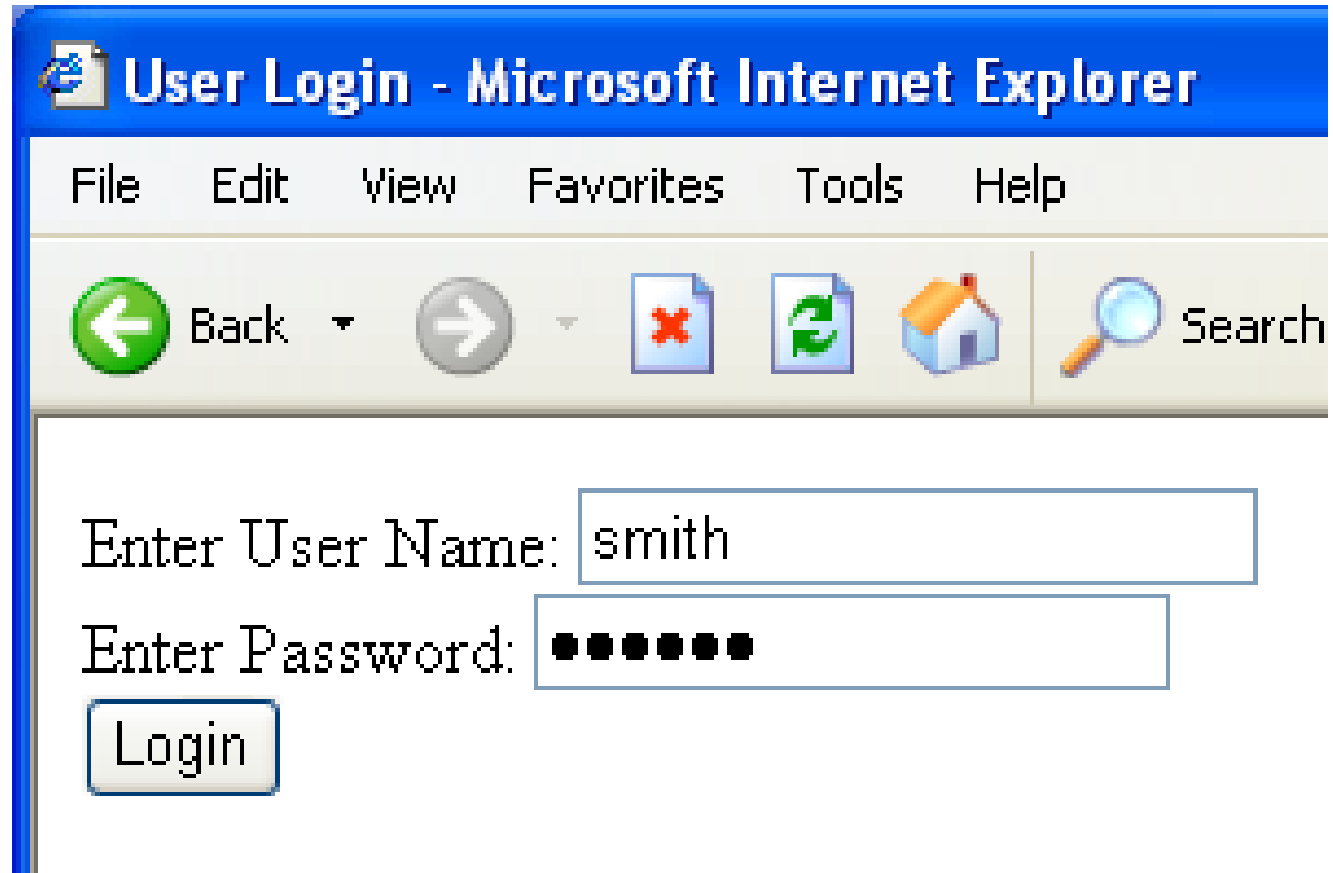 User Login - Microsoft Internet Explorer
File Edit View Favorites Tools Help
Back Search
Enter User Name: smith
Enter Password: ●●●●●●
Login